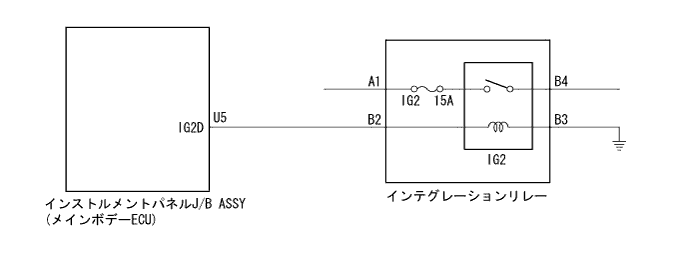 A1
B4
IG2 15A
U5
IG2D
B2
B3
IG2
インストルメントパネルJ/B ASSY
(メインボデーECU)
インテグレーションリレー